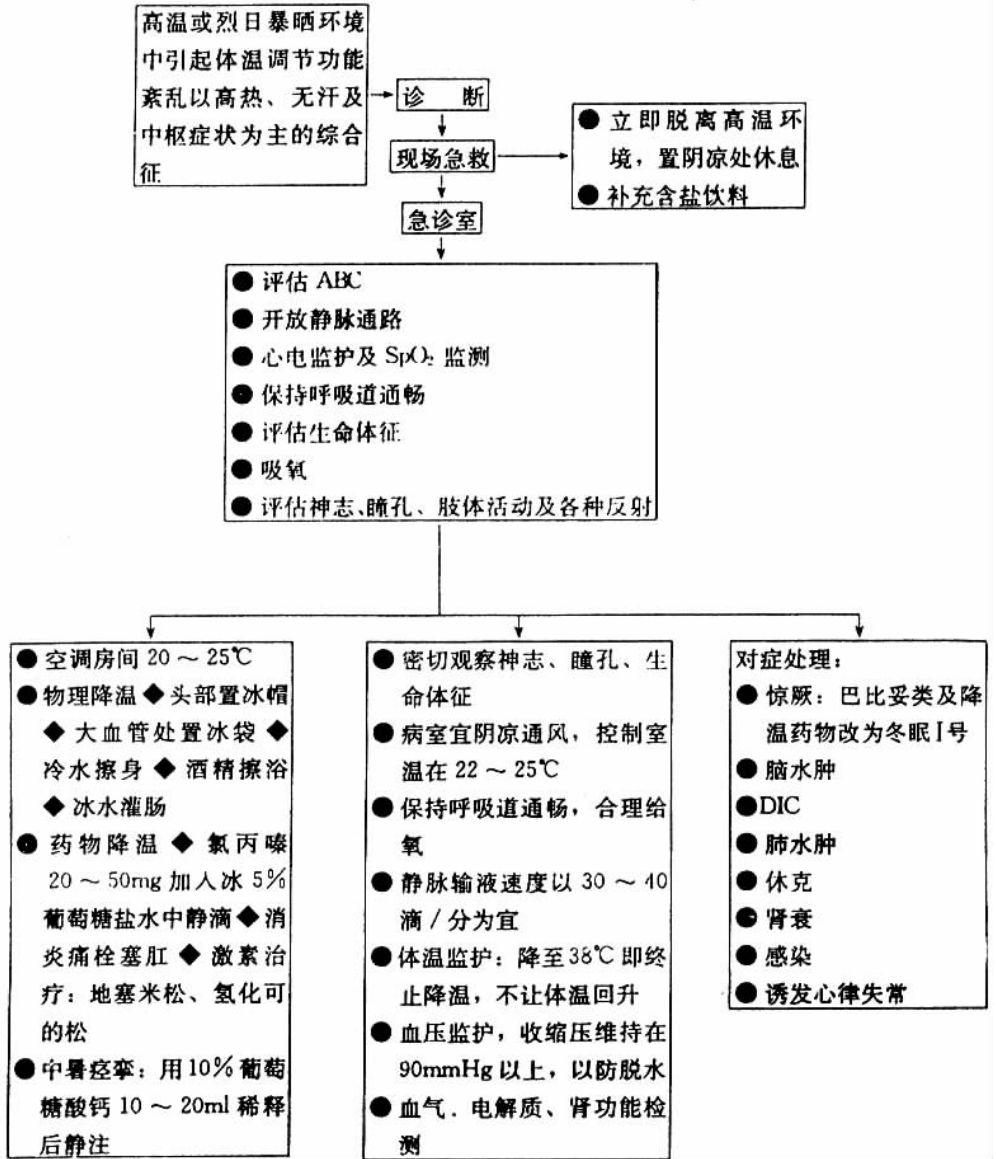 高温或烈日暴晒环境
中引起体温调节功能
紊乱以高热、无汗及
中枢症状为主的综合
征
诊 断
现场急救
● 立即脱离高温环
境，置阴凉处休息
● 补充含盐饮料
急诊室
● 评估 ABC
● 开放静脉通路
● 心电监护及 SpO₂ 监测
● 保持呼吸道通畅
● 评估生命体征
● 吸氧
● 评估神志、瞳孔、肢体活动及各种反射
● 空调房间 20～25℃
● 物理降温 ◆ 头部置冰帽
◆ 大血管处置冰袋 ◆
冷水擦身 ◆ 酒精擦浴
◆ 冰水灌肠
● 药物降温 ◆ 氯丙嗪
20～50mg 加入冰 5%
葡萄糖盐水中静滴 ◆ 消
炎痛栓塞肛 ◆ 激素治
疗：地塞米松、氢化可
的松
● 中暑痉挛：用 10% 葡萄
糖酸钙 10～20ml 稀释
后静注
● 密切观察神志、瞳孔、生
命体征
● 病室宜阴凉通风，控制室
温在 22～25℃
● 保持呼吸道通畅，合理给
氧
● 静脉输液速度以 30～40
滴/分为宜
● 体温监护：降至38℃即终
止降温，不让体温回升
● 血压监护，收缩压维持在
90mmHg 以上，以防脱水
● 血气．电解质、肾功能检
测
对症处理：
● 惊厥：巴比妥类及降
温药物改为冬眠Ⅰ号
● 脑水肿
● DIC
● 肺水肿
● 休克
● 肾衰
● 感染
● 诱发心律失常